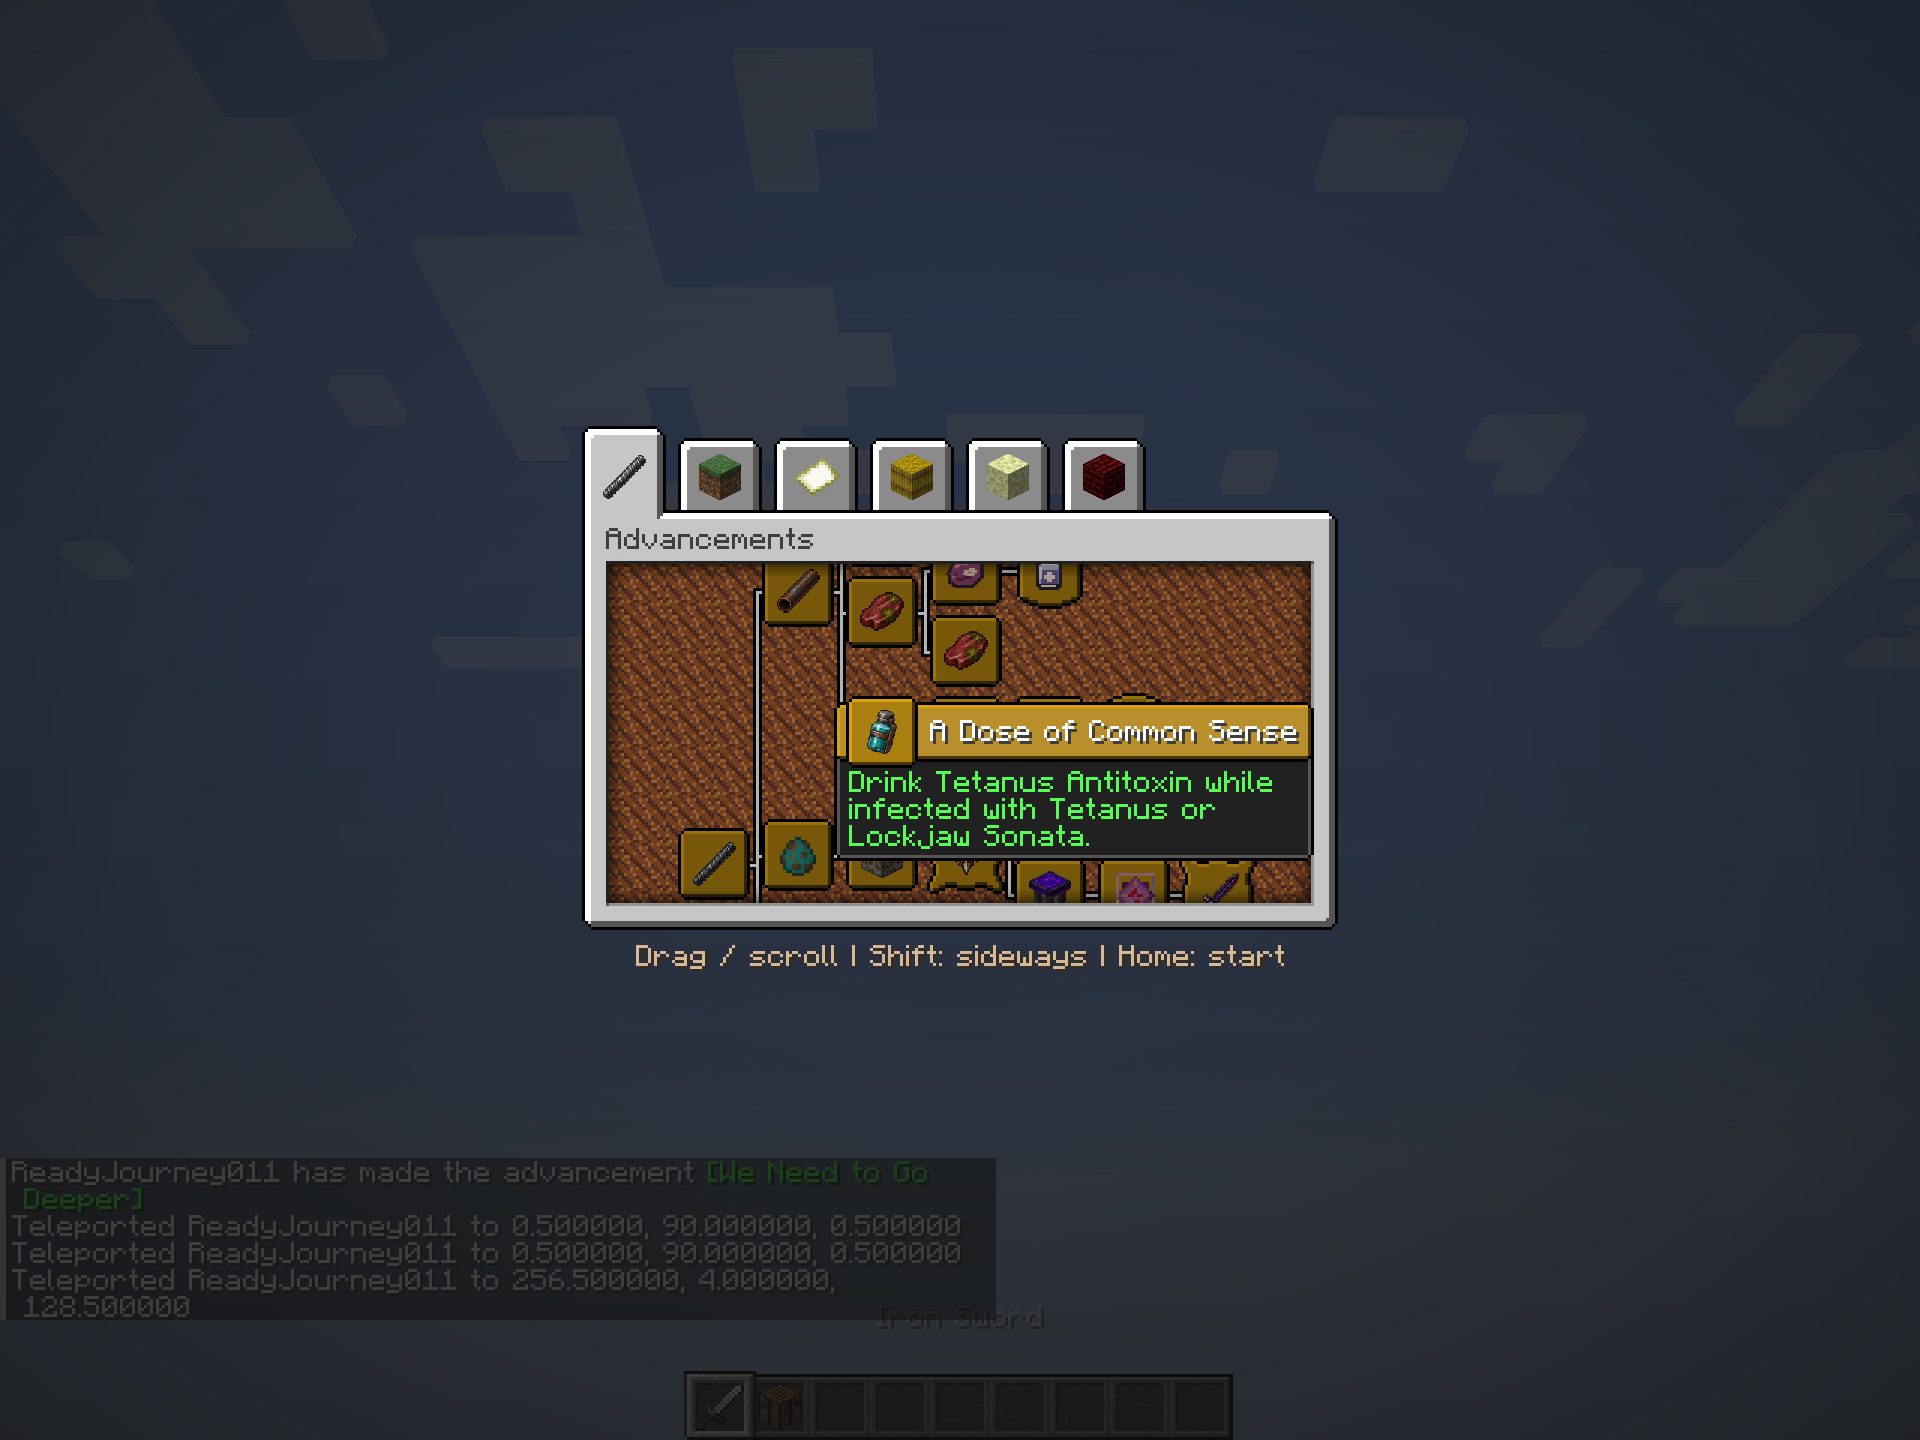 Advancements
A Dose of Common Sense
Drink Tetanus Antitoxin while
infected with Tetanus or
Lockjaw Sonata.
Drag / scroll | Shift: sideways | Home: start
ReadyJourney011 has made the advancement [We Need to Go
Deeper]
Teleported ReadyJourney011 to 0.500000, 90.000000, 0.500000
Teleported ReadyJourney011 to 0.500000, 90.000000, 0.500000
Teleported ReadyJourney011 to 256.500000, 4.000000,
128.500000
Iron Sword